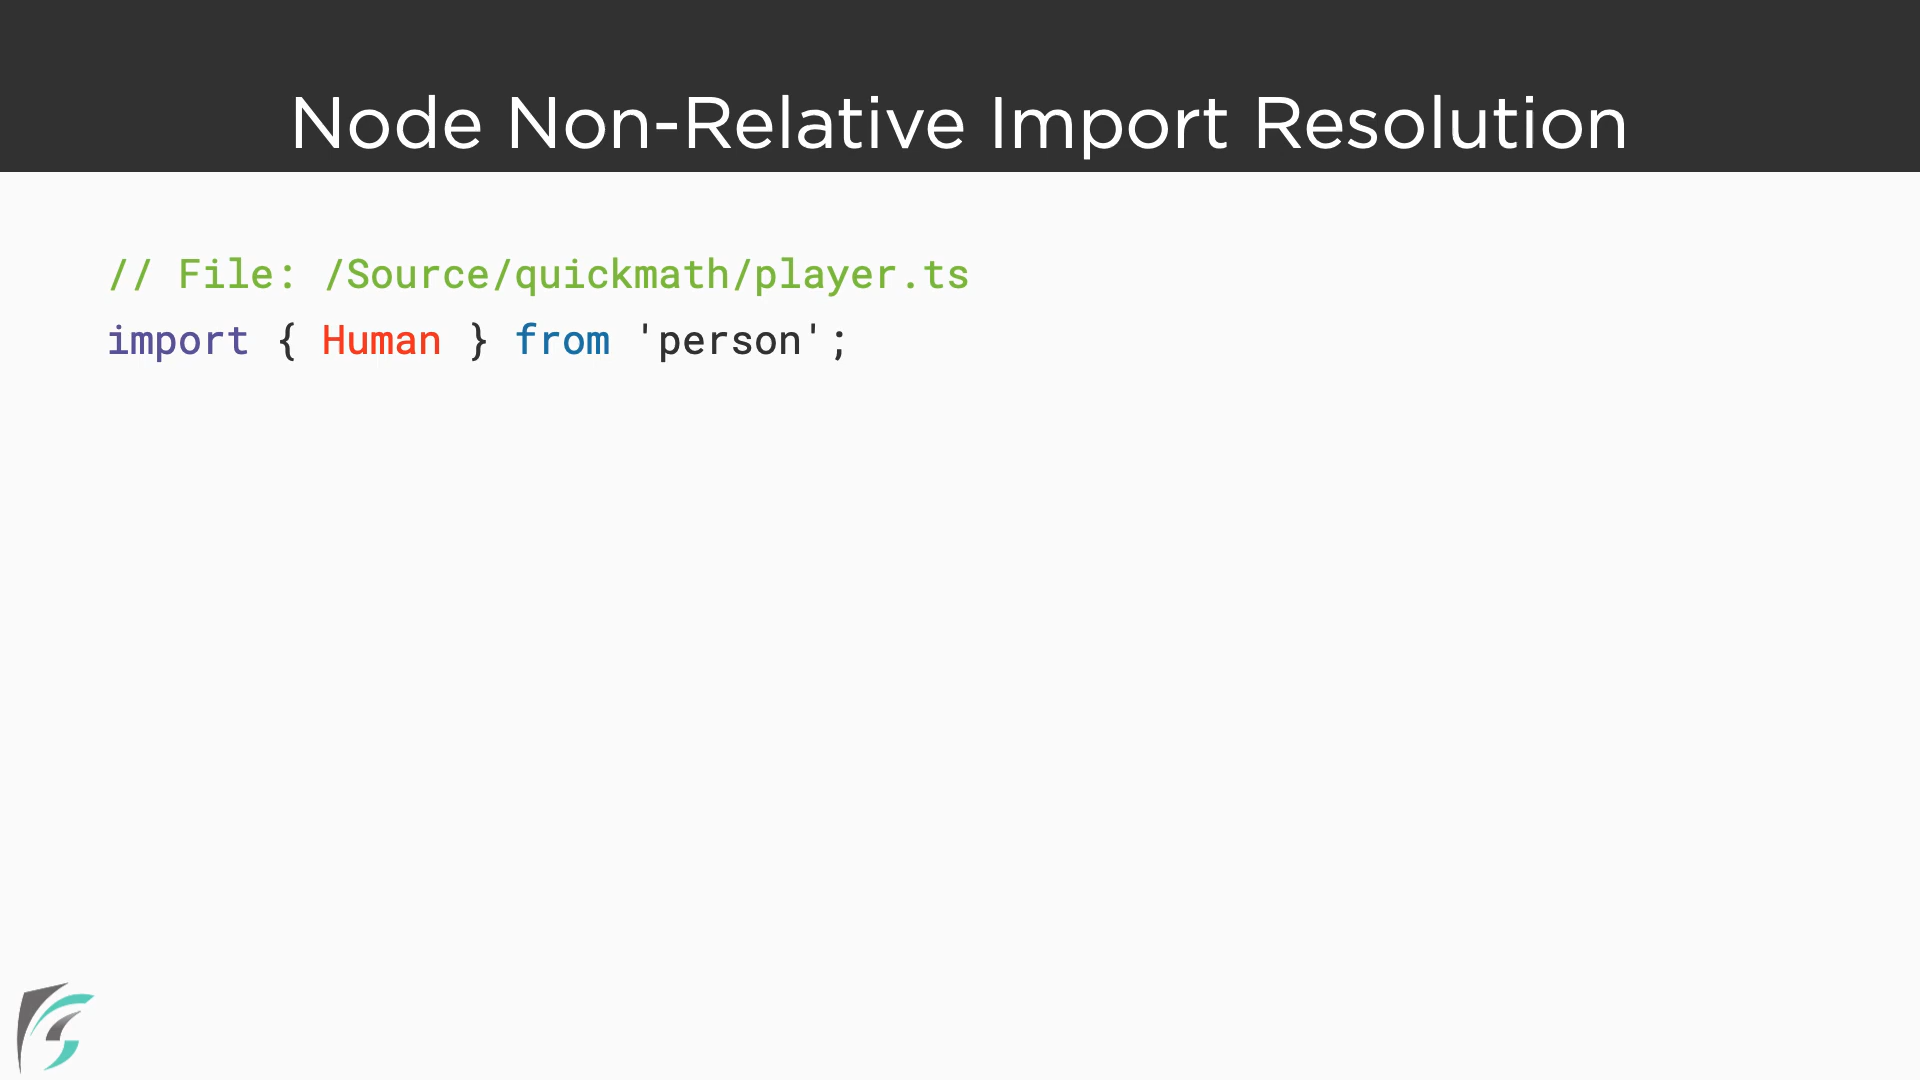 Node Non-Relative Import Resolution
// File: /Source/quickmath/player.ts
import { Human } from 'person';